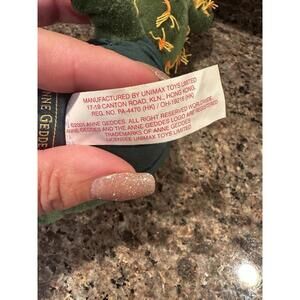 MANUFACTURED BY UNIMAX TOYS LIMITED
17-19 CANTON ROAD, KLN., HONG KONG.
REG. NO. PA-4470 (HK) / OH-19216 (HK)
©2005 ANNE GEDDES. ALL RIGHT RESERVED WORLDWIDE
ANNE GEDDES AND THE ANNE GEDDES LOGO ARE REGISTERED
TRADEMARKS OF ANNE GEDDES.
LICENSEE UNIMAX TOYS LIMITED
ANNE GEDDES